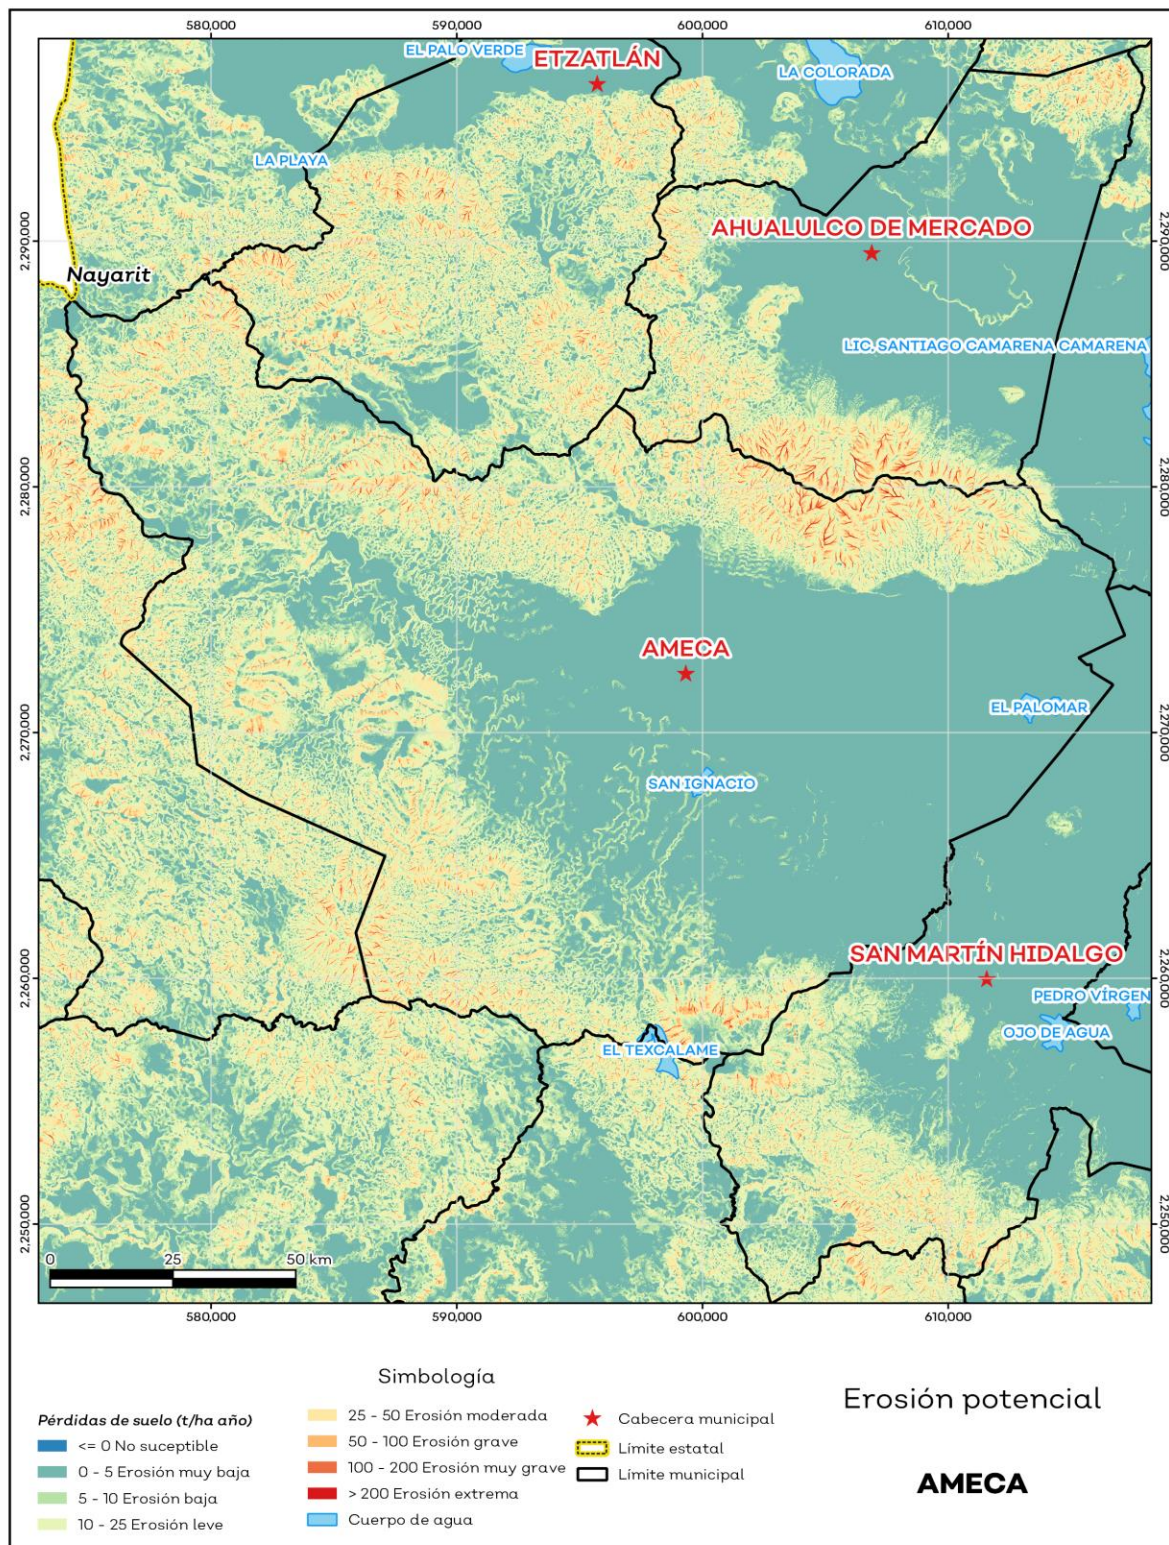 580,000
590,000
600,000
610,000
EL PALO VERDE
ETZATLÁN
LA COLORADA
LA PLAYA
AHUALULCO DE MERCADO
2,290,000
2,290,000
Nayarit
LIC. SANTIAGO CAMARENA CAMARENA
2,280,000
2,280,000
AMECA
EL PALOMAR
2,270,000
2,270,000
SAN IGNACIO
SAN MARTÍN HIDALGO
2,260,000
2,260,000
PEDRO VÍRGEN
OJO DE AGUA
EL TEXCALAME
2,250,000
2,250,000
0 25 50 km
580,000
590,000
600,000
610,000
Simbología
Pérdidas de suelo (t/ha año)
<= 0 No suceptible
0 - 5 Erosión muy baja
5 - 10 Erosión baja
10 - 25 Erosión leve
25 - 50 Erosión moderada
50 - 100 Erosión grave
100 - 200 Erosión muy grave
> 200 Erosión extrema
Cuerpo de agua
Cabecera municipal
Límite estatal
Límite municipal
Erosión potencial
AMECA